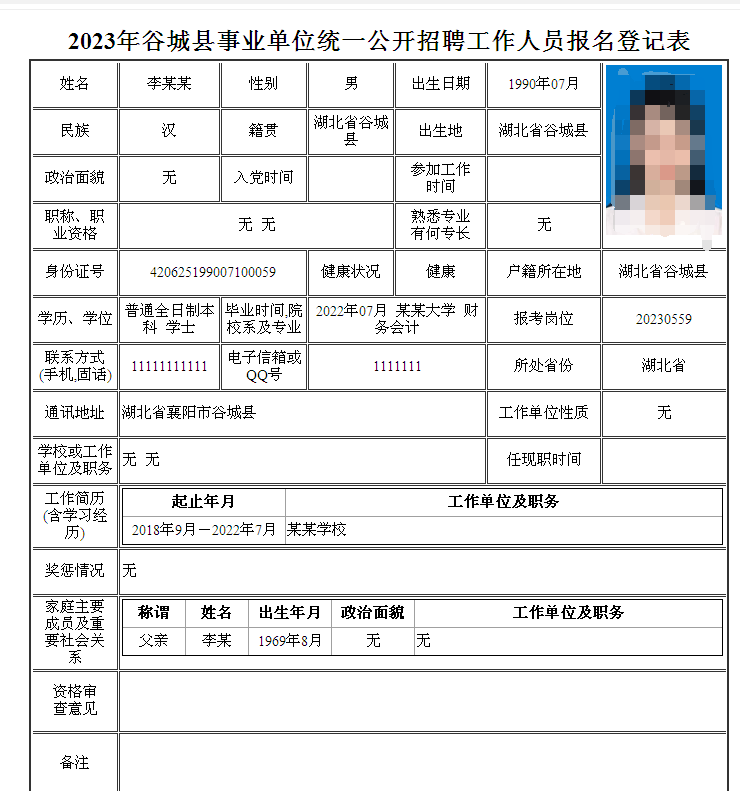 2023年谷城县事业单位统一公开招聘工作人员报名登记表
姓名 李某某 性别 男 出生日期 1990年07月
民族 汉 籍贯 湖北省谷城
县 出生地 湖北省谷城县
政治面貌 无 入党时间 参加工作
时间
职称、职
业资格 无 无 熟悉专业
有何专长 无
身份证号 420625199007100059 健康状况 健康 户籍所在地 湖北省谷城县
学历、学位 普通全日制本
科 学士 毕业时间,院
校系及专业 2022年07月 某某大学 财
务会计 报考岗位 20230559
联系方式
(手机,固话) 11111111111 电子信箱或
QQ号 1111111 所处省份 湖北省
通讯地址 湖北省襄阳市谷城县 工作单位性质 无
学校或工作
单位及职务 无 无 任现职时间
工作简历
(含学习经
历) 起止年月 工作单位及职务
2018年9月－2022年7月 某某学校
奖惩情况 无
家庭主要
成员及重
要社会关
系 称谓 姓名 出生年月 政治面貌 工作单位及职务
父亲 李某 1969年8月 无 无
资格审
查意见
备注